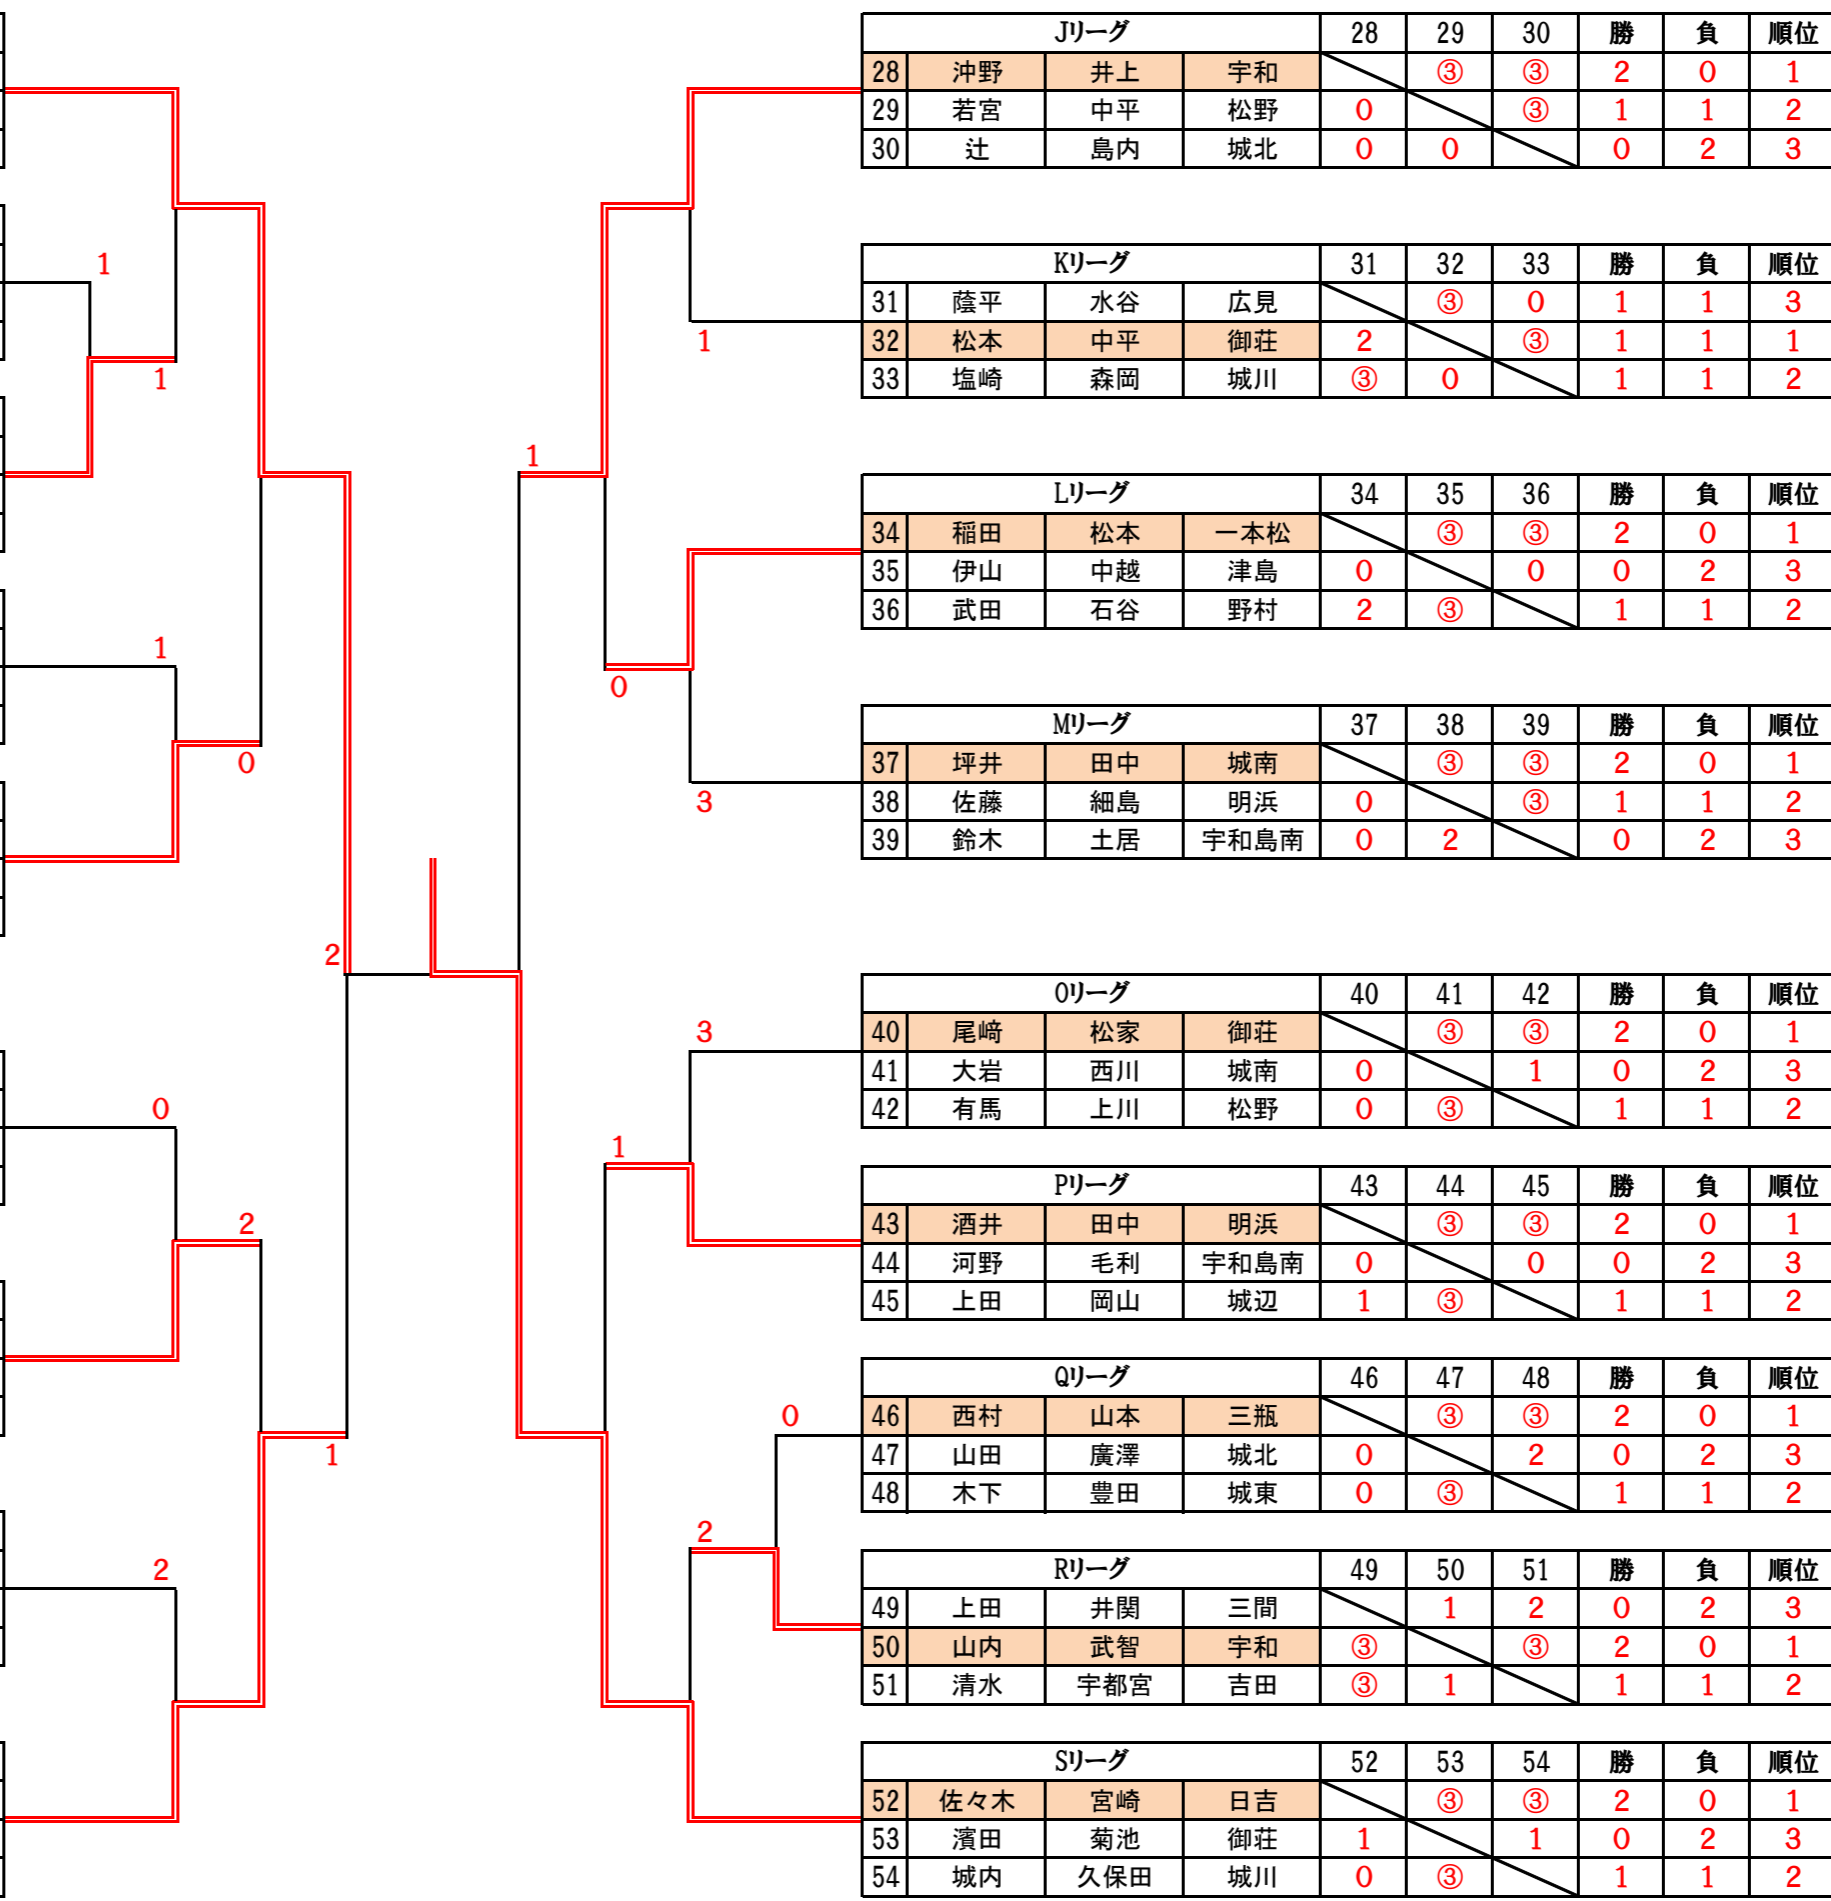 Jリーグ 28 29 30 勝 負 順位
28 沖野 井上 宇和 ③ ③ 2 0 1
29 若宮 中平 松野 0 ③ 1 1 2
30 辻 島内 城北 0 0 0 2 3
Kリーグ 31 32 33 勝 負 順位
31 蔭平 水谷 広見 ③ 0 1 1 3
32 松本 中平 御荘 2 ③ 1 1 1
33 塩崎 森岡 城川 ③ 0 1 1 2
Lリーグ 34 35 36 勝 負 順位
34 稲田 松本 一本松 ③ ③ 2 0 1
35 伊山 中越 津島 0 0 0 2 3
36 武田 石谷 野村 2 ③ 1 1 2
Mリーグ 37 38 39 勝 負 順位
37 坪井 田中 城南 ③ ③ 2 0 1
38 佐藤 細島 明浜 0 ③ 1 1 2
39 鈴木 土居 宇和島南 0 2 0 2 3
Oリーグ 40 41 42 勝 負 順位
40 尾﨑 松家 御荘 ③ ③ 2 0 1
41 大岩 西川 城南 0 1 0 2 3
42 有馬 上川 松野 0 ③ 1 1 2
Pリーグ 43 44 45 勝 負 順位
43 酒井 田中 明浜 ③ ③ 2 0 1
44 河野 毛利 宇和島南 0 0 0 2 3
45 上田 岡山 城辺 1 ③ 1 1 2
Qリーグ 46 47 48 勝 負 順位
46 西村 山本 三瓶 ③ ③ 2 0 1
47 山田 廣澤 城北 0 2 0 2 3
48 木下 豊田 城東 0 ③ 1 1 2
Rリーグ 49 50 51 勝 負 順位
49 上田 井関 三間 1 2 0 2 3
50 山内 武智 宇和 ③ ③ 2 0 1
51 清水 宇都宮 吉田 ③ 1 1 1 2
Sリーグ 52 53 54 勝 負 順位
52 佐々木 宮崎 日吉 ③ ③ 2 0 1
53 濱田 菊池 御荘 1 1 0 2 3
54 城内 久保田 城川 0 ③ 1 1 2
1
1
1
0
2
0
2
1
2
1
1
0
3
3
1
0
2